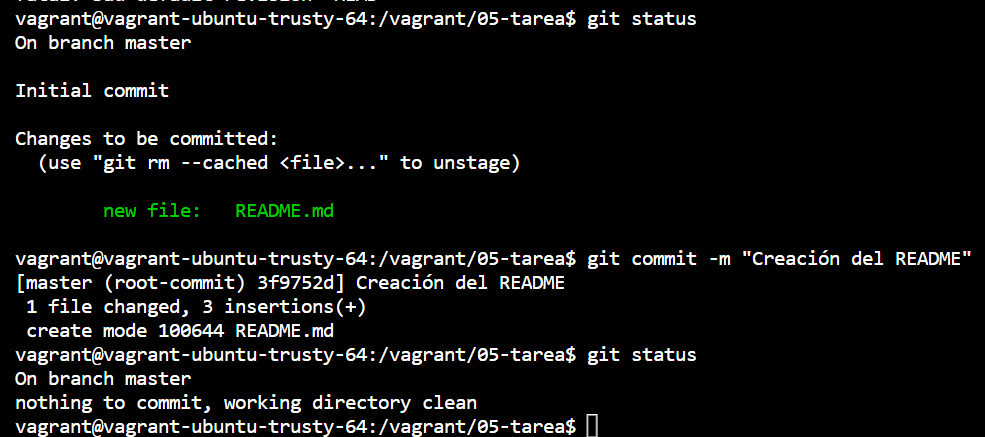 vagrant@vagrant-ubuntu-trusty-64:/vagrant/05-tarea$ git status
On branch master
Initial commit
Changes to be committed:
  (use "git rm --cached <file>..." to unstage)
        new file:   README.md
vagrant@vagrant-ubuntu-trusty-64:/vagrant/05-tarea$ git commit -m "Creación del README"
[master (root-commit) 3f9752d] Creación del README
 1 file changed, 3 insertions(+)
 create mode 100644 README.md
vagrant@vagrant-ubuntu-trusty-64:/vagrant/05-tarea$ git status
On branch master
nothing to commit, working directory clean
vagrant@vagrant-ubuntu-trusty-64:/vagrant/05-tarea$